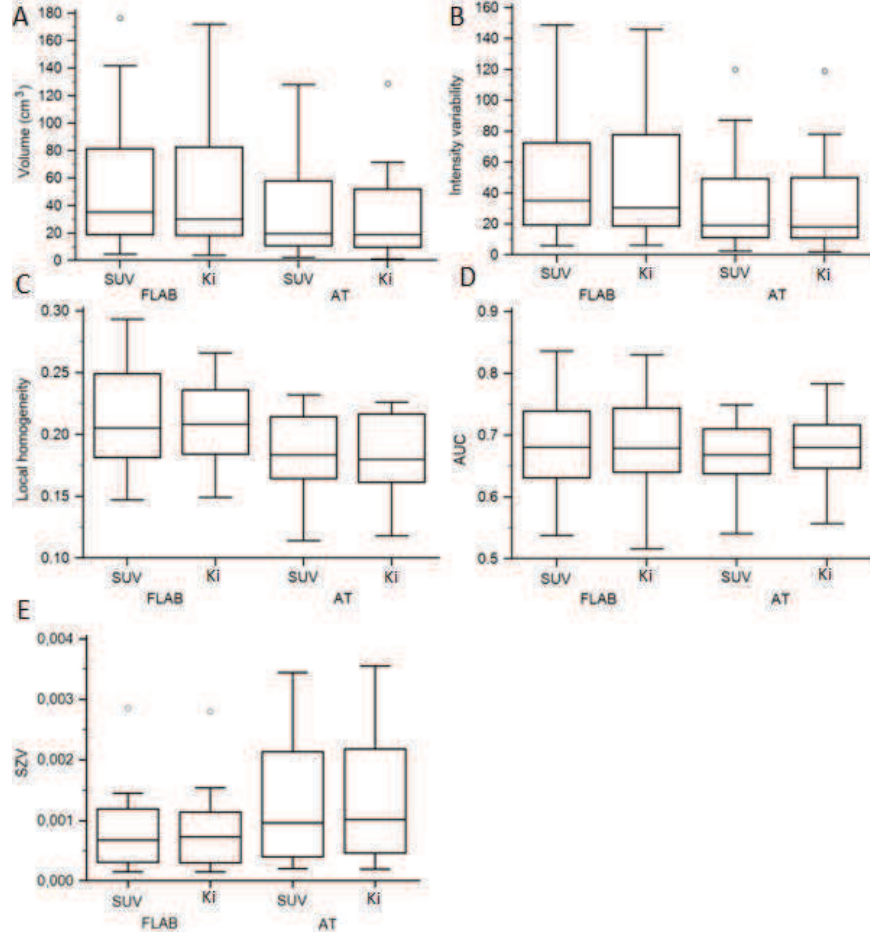 A
180
160
140
120
100
80
60
40
20
0
Volume (cm³)
SUV Ki SUV Ki
FLAB AT
B
160
140
120
100
80
60
40
20
0
Intensity variability
SUV Ki SUV Ki
FLAB AT
C
0.30
0.25
0.20
0.15
0.10
Local homogeneity
SUV Ki SUV Ki
FLAB AT
D
0.9
0.8
0.7
0.6
0.5
AUC
SUV Ki SUV Ki
FLAB AT
E
0,004
0,003
0,002
0,001
0,000
SZV
SUV Ki SUV Ki
FLAB AT